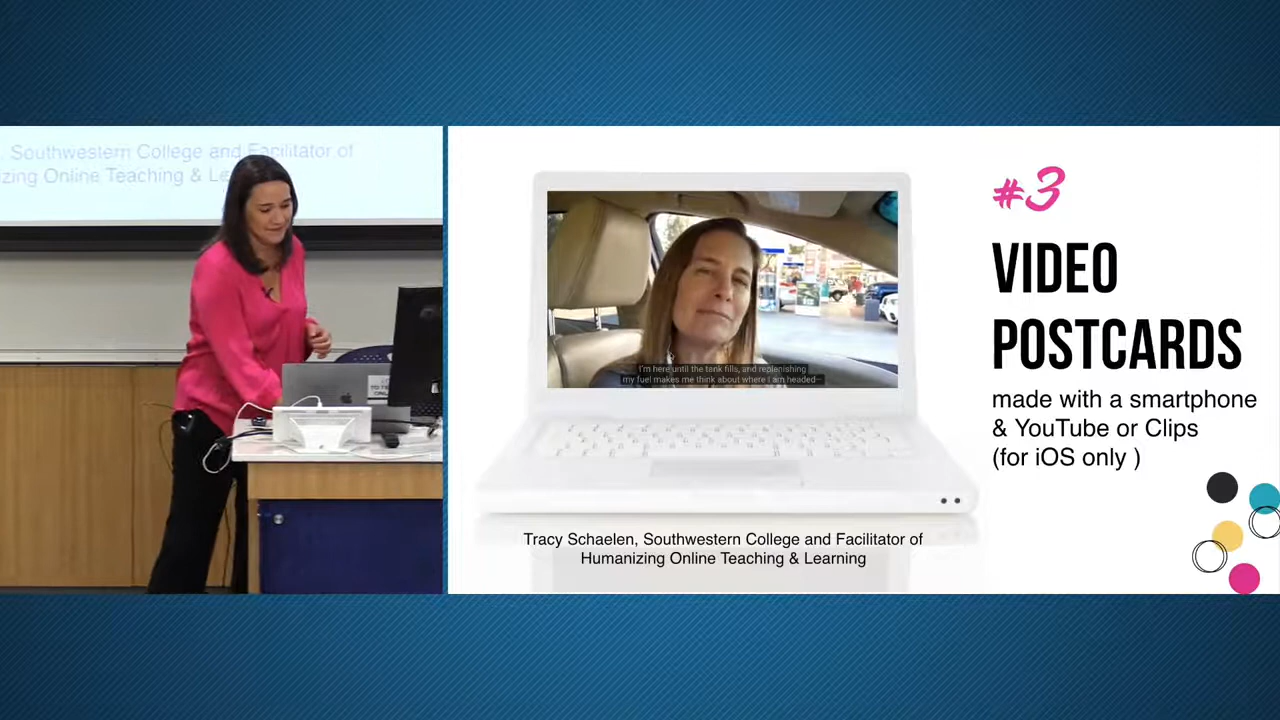 , Southwestern College and Facilitator of
zing Online Teaching & Le
#3
VIDEO
POSTCARDS
made with a smartphone
& YouTube or Clips
(for iOS only )
I'm here until the tank fills, and replenishing
my fuel makes me think about where I am headed--
Tracy Schaelen, Southwestern College and Facilitator of
Humanizing Online Teaching & Learning